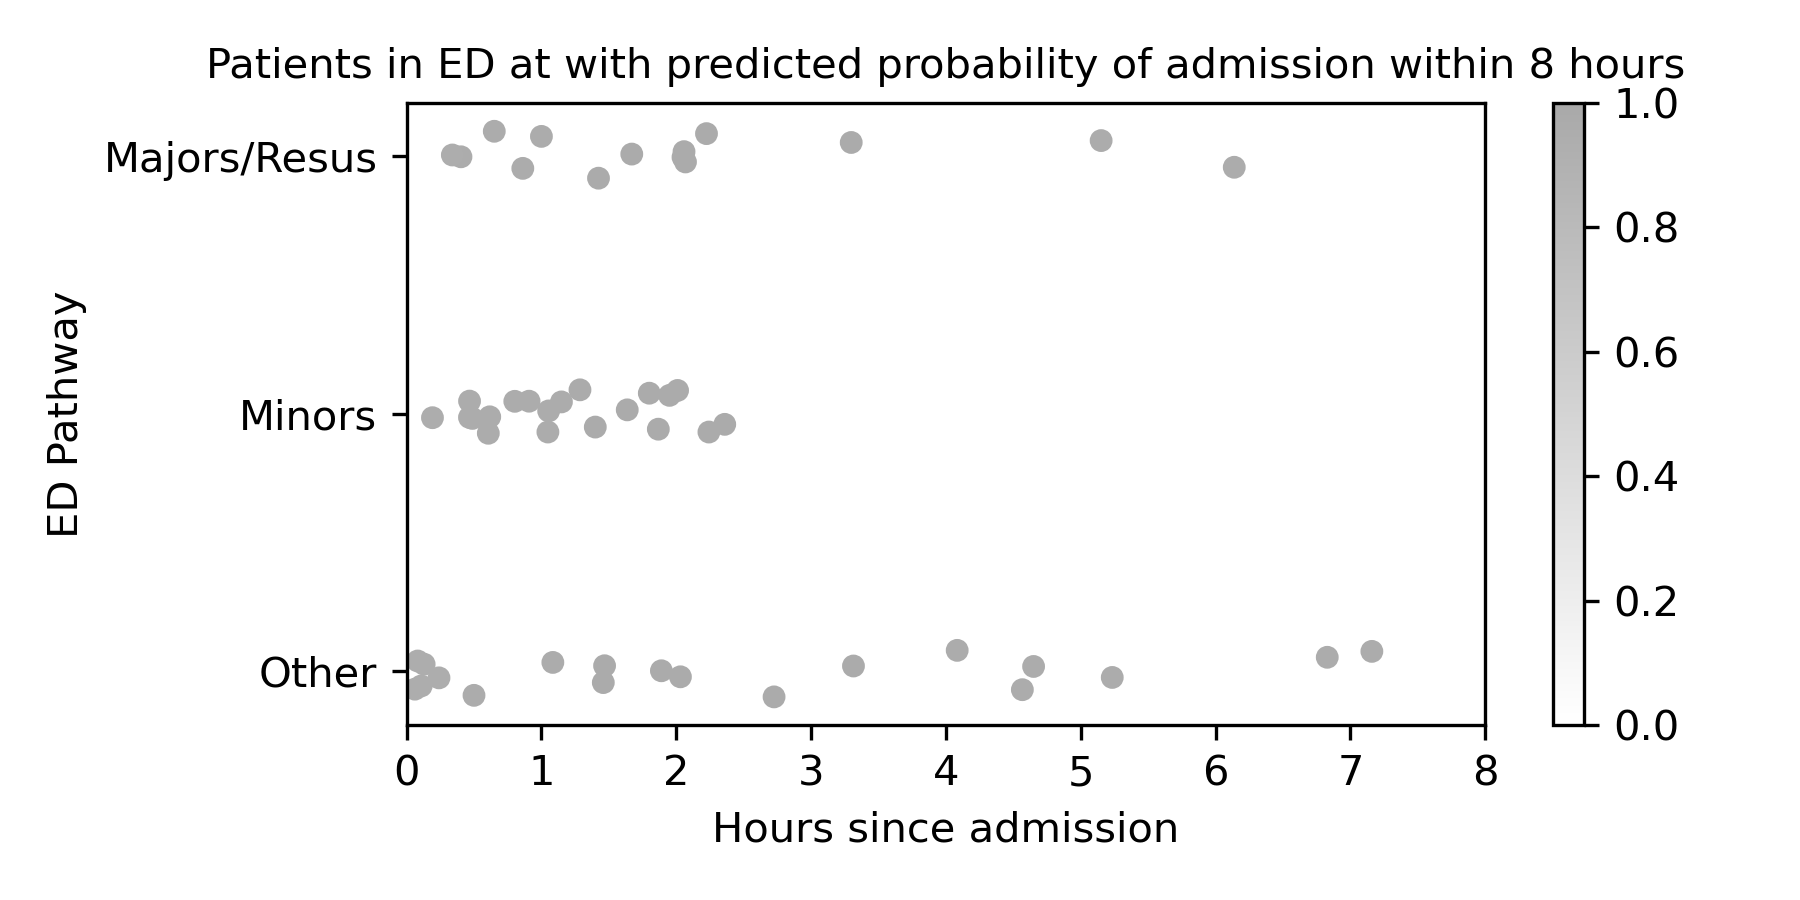 Patients in ED at with predicted probability of admission within 8 hours
Majors/Resus
Minors
Other
ED Pathway
0 1 2 3 4 5 6 7 8
Hours since admission
1.0
0.8
0.6
0.4
0.2
0.0